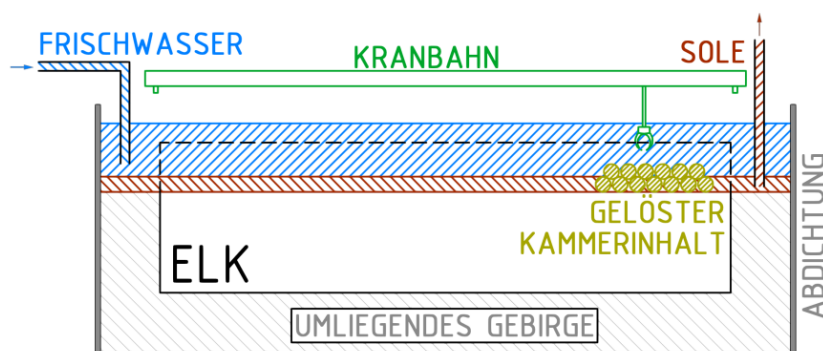 FRISCHWASSER
KRANBAHN
SOLE
GELÖSTER
KAMMERINHALT
ELK
ABDICHTUNG
UMLIEGENDES GEBIRGE